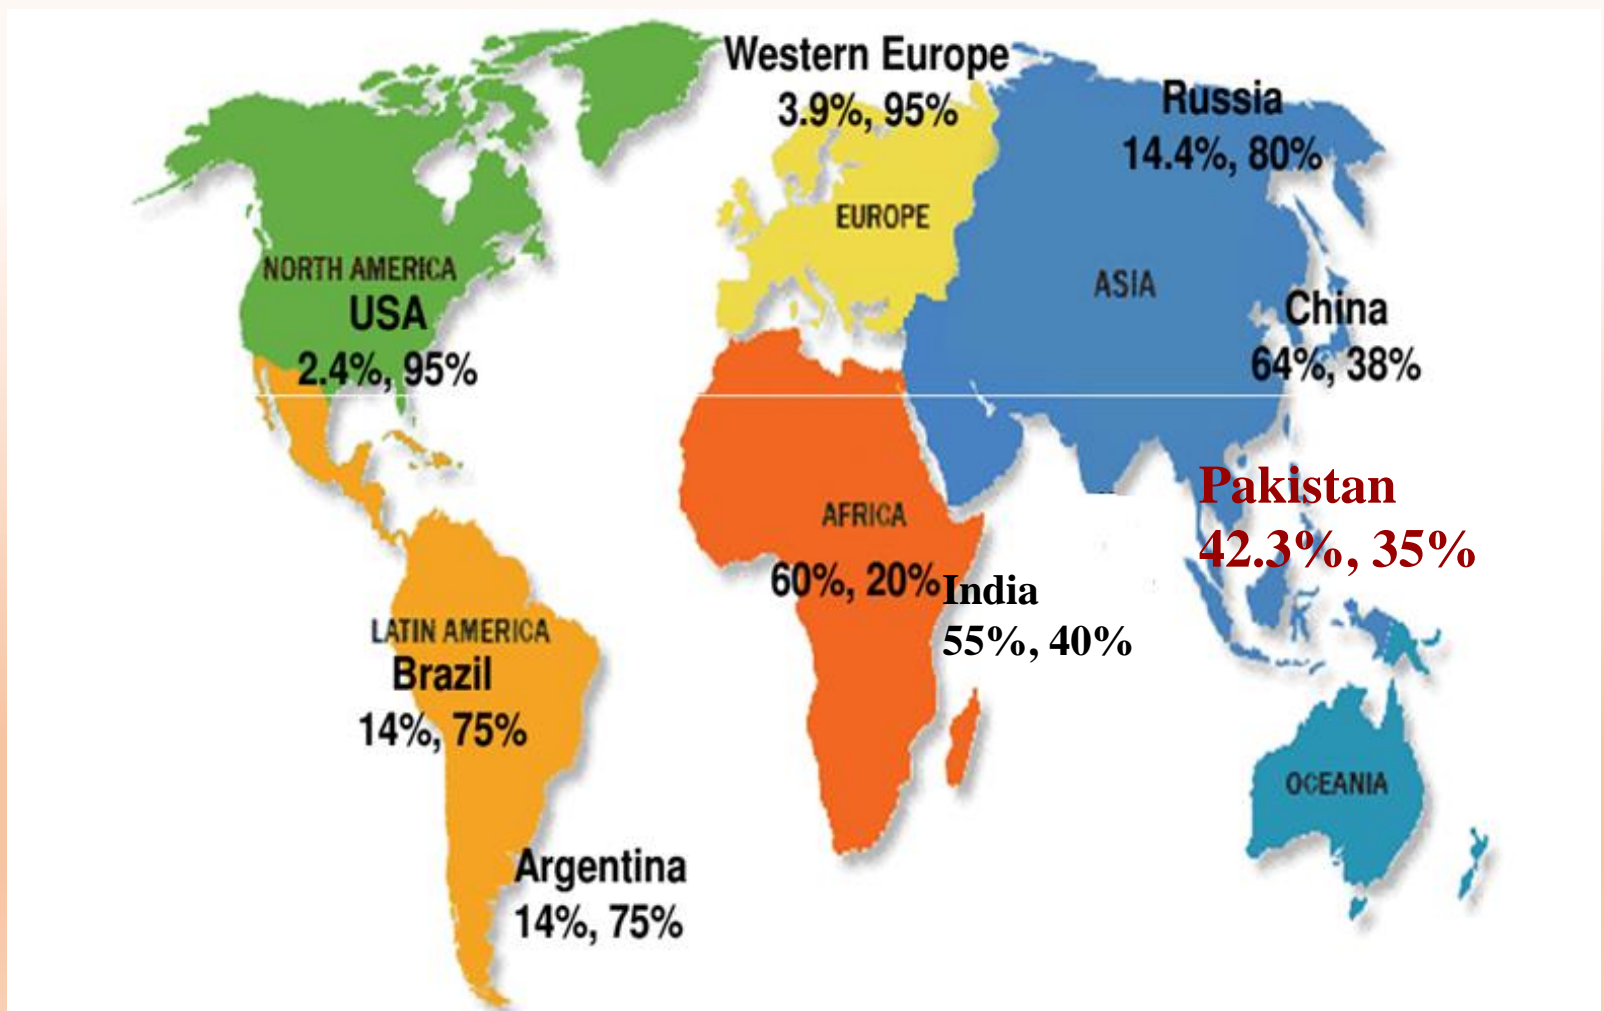 Western Europe
3.9%, 95%
Russia
14.4%, 80%
EUROPE
NORTH AMERICA
USA
2.4%, 95%
ASIA
China
64%, 38%
Pakistan
42.3%, 35%
AFRICA
60%, 20%
India
55%, 40%
LATIN AMERICA
Brazil
14%, 75%
OCEANIA
Argentina
14%, 75%